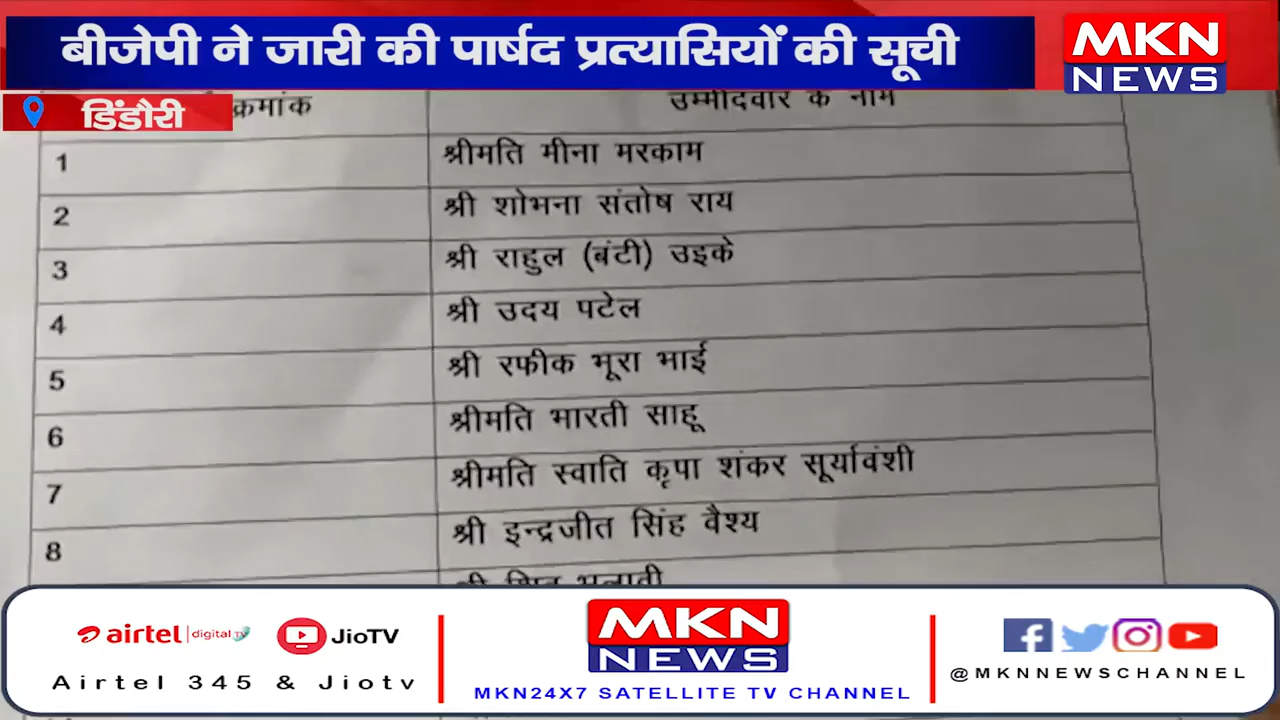 बीजेपी ने जारी की पार्षद प्रत्यासियों की सूची
MKN
NEWS
डिंडौरी
क्रमांक उम्मीदवार के नाम
1 श्रीमति मीना मरकाम
2 श्री शोभना संतोष राय
3 श्री राहुल (बंटी) उइके
4 श्री उदय पटेल
5 श्री रफीक भूरा भाई
6 श्रीमति भारती साहू
7 श्रीमति स्वाति कृपा शंकर सूर्यावंशी
8 श्री इन्द्रजीत सिंह वैश्य
airtel digital TV JioTV
Airtel 345 & Jiotv
MKN
NEWS
MKN24X7 SATELLITE TV CHANNEL
@MKNNEWSCHANNEL